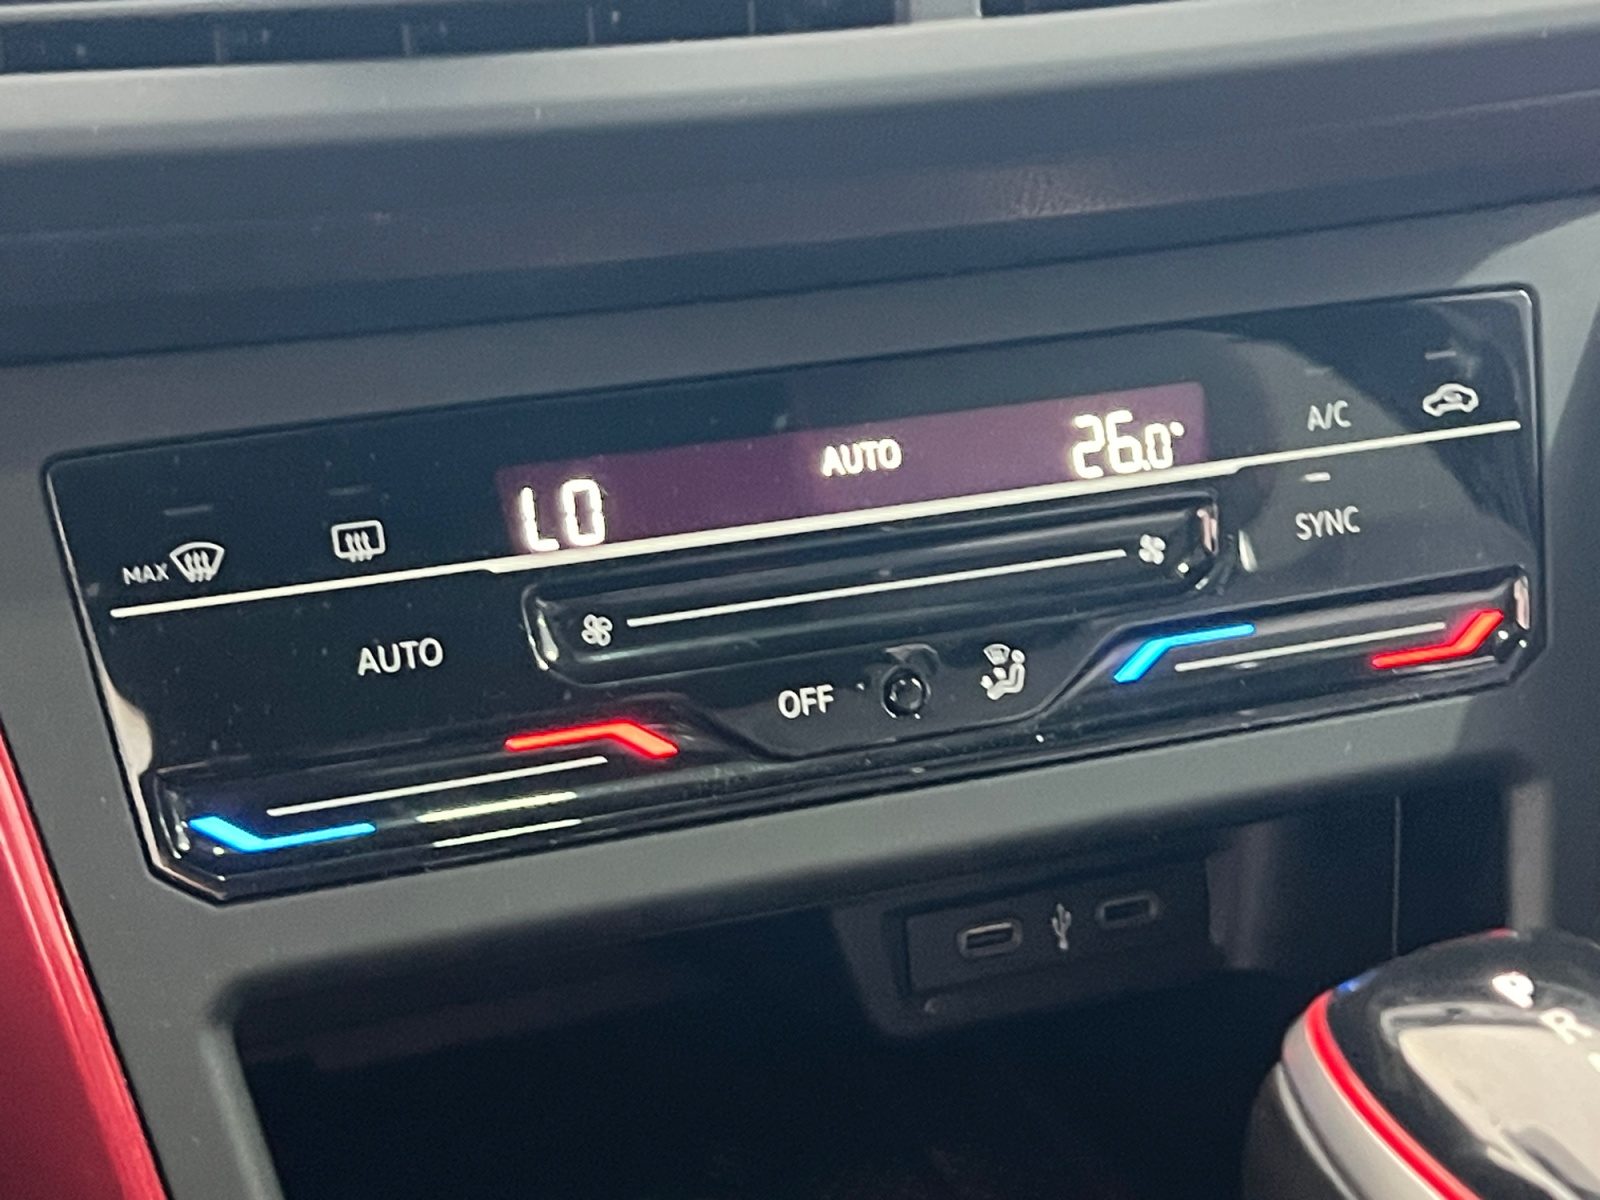 LO AUTO 26.0°
A/C
MAX
SYNC
AUTO
OFF
P
R